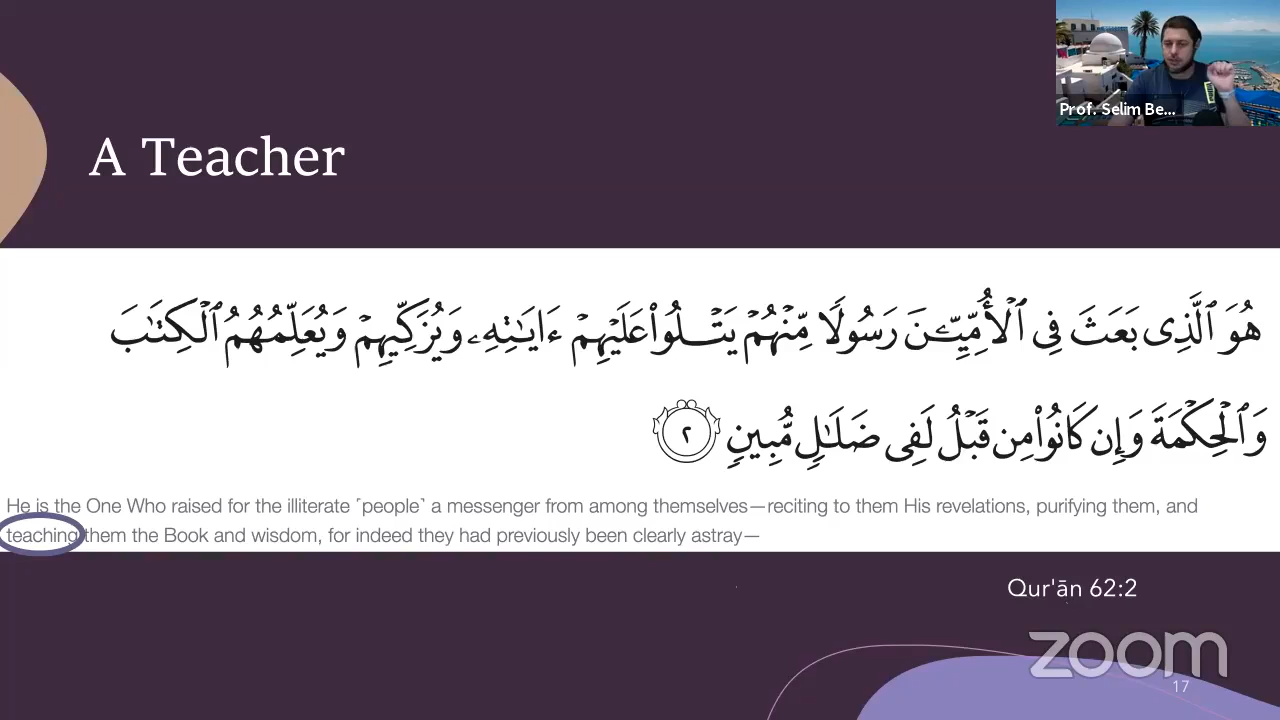 Prof. Selim Be...
A Teacher
هُوَ ٱلَّذِى بَعَثَ فِى ٱلْأُمِّيِّـۧنَ رَسُولًا مِّنْهُمْ يَتْلُوا۟ عَلَيْهِمْ ءَايَـٰتِهِۦ وَيُزَكِّيهِمْ وَيُعَلِّمُهُمُ ٱلْكِتَـٰبَ
وَٱلْحِكْمَةَ وَإِن كَانُوا۟ مِن قَبْلُ لَفِى ضَلَـٰلٍ مُّبِينٍ ٢
He is the One Who raised for the illiterate ˹people˺ a messenger from among themselves—reciting to them His revelations, purifying them, and
teaching them the Book and wisdom, for indeed they had previously been clearly astray—
Qur'ān 62:2
zoom
17